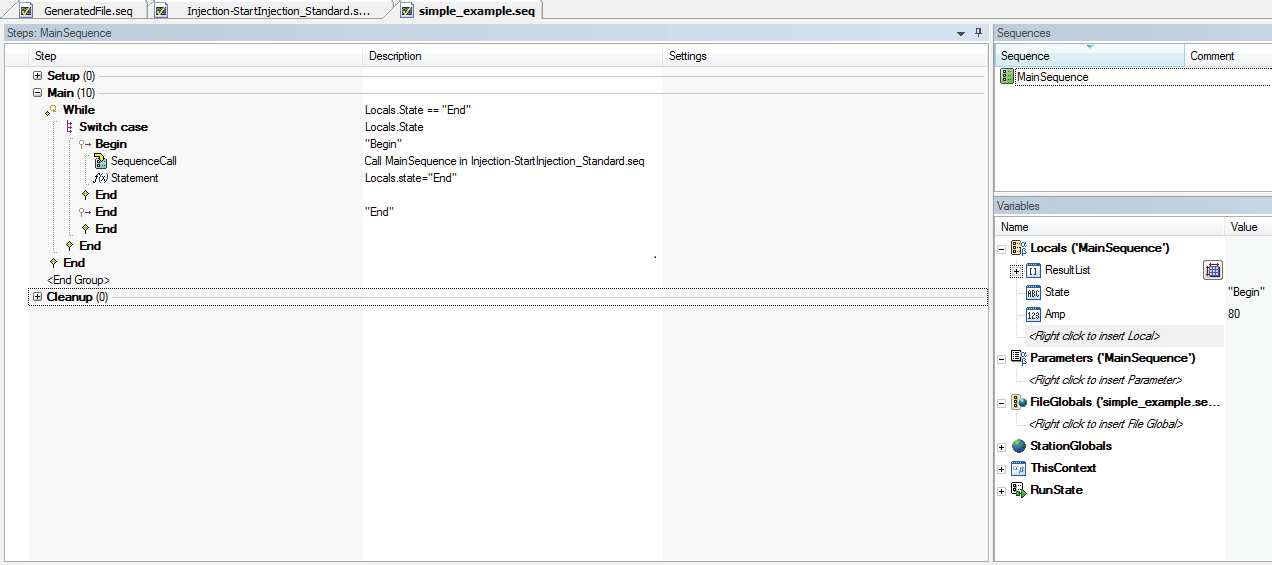 GeneratedFile.seq Injection-StartInjection_Standard.s... simple_example.seq
Steps: MainSequence
Step Description Settings
Setup (0)
Main (10)
While Locals.State == "End"
Switch case Locals.State
Begin "Begin"
SequenceCall Call MainSequence in Injection-StartInjection_Standard.seq
f(x) Statement Locals.state="End"
End
End "End"
End
End
End
<End Group>
Cleanup (0)
Sequences
Sequence Comment
MainSequence
Variables
Name Value
Locals ('MainSequence')
ResultList
ABC State "Begin"
123 Amp 80
<Right click to insert Local>
Parameters ('MainSequence')
<Right click to insert Parameter>
FileGlobals ('simple_example.se...
<Right click to insert File Global>
StationGlobals
ThisContext
RunState